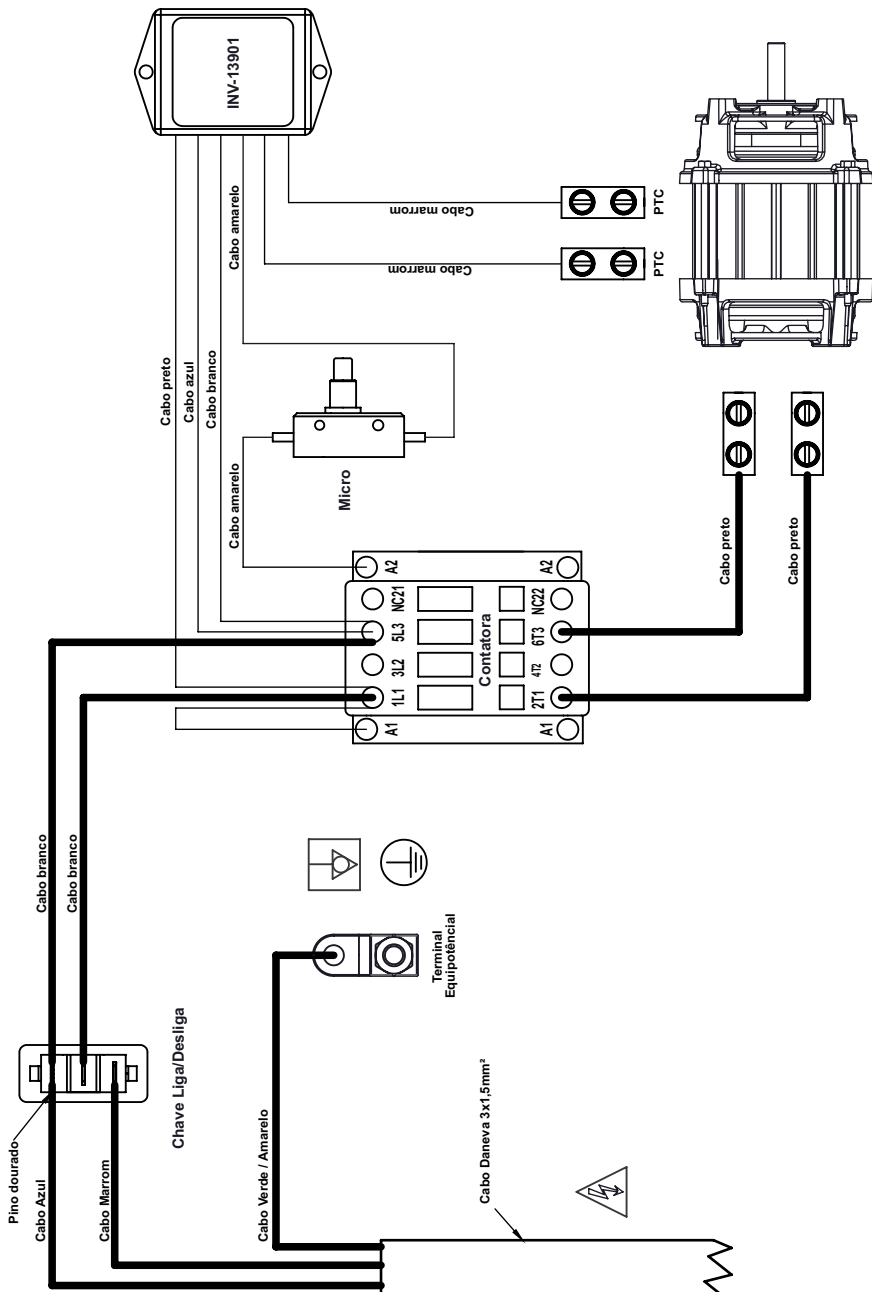 INV-13901
Cabo preto
Cabo azul
Cabo branco
Cabo amarelo
Cabo marrom
Cabo marrom
PTC
PTC
Cabo amarelo
Micro
Cabo preto
Cabo preto
A1
1L1
3L2
5L3
NC21
A2
Contatora
A1
2T1
4T2
6T3
NC22
A2
Cabo branco
Cabo branco
Pino dourado
Chave Liga/Desliga
Cabo Azul
Cabo Marrom
Cabo Verde / Amarelo
Terminal
Equipotêncial
Cabo Daneva 3x1,5mm²